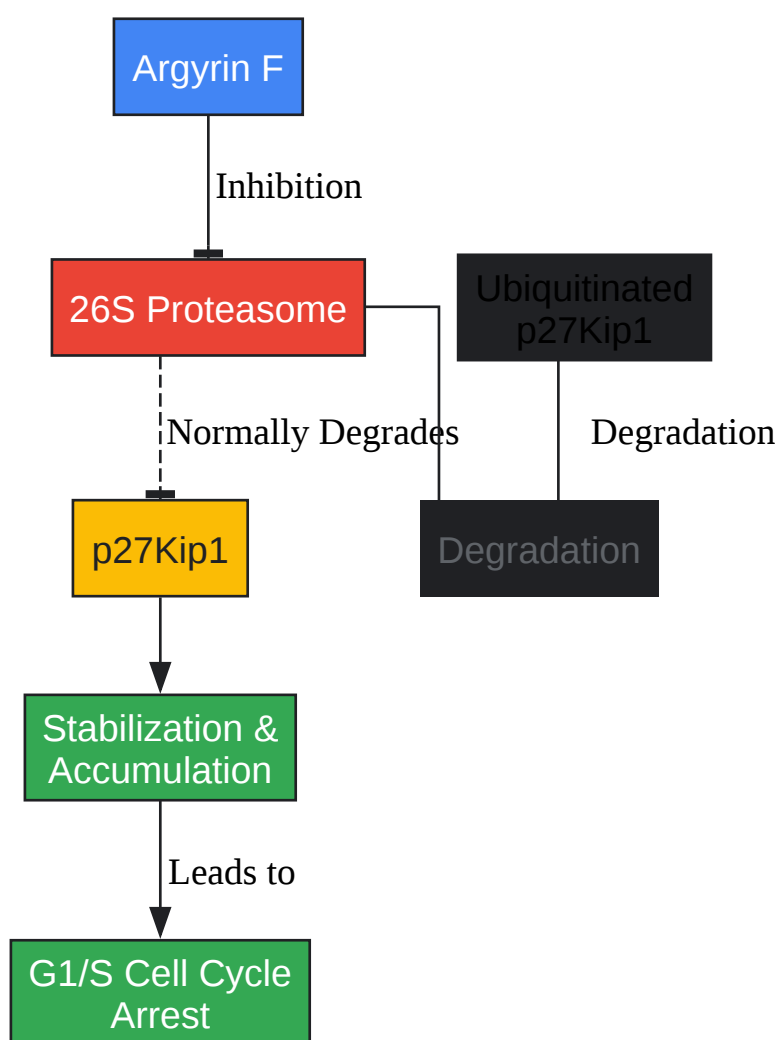 Argyrin F
Inhibition
26S Proteasome
Ubiquitinated
p27Kip1
Normally Degrades
Degradation
p27Kip1
Degradation
Stabilization &
Accumulation
Leads to
G1/S Cell Cycle
Arrest